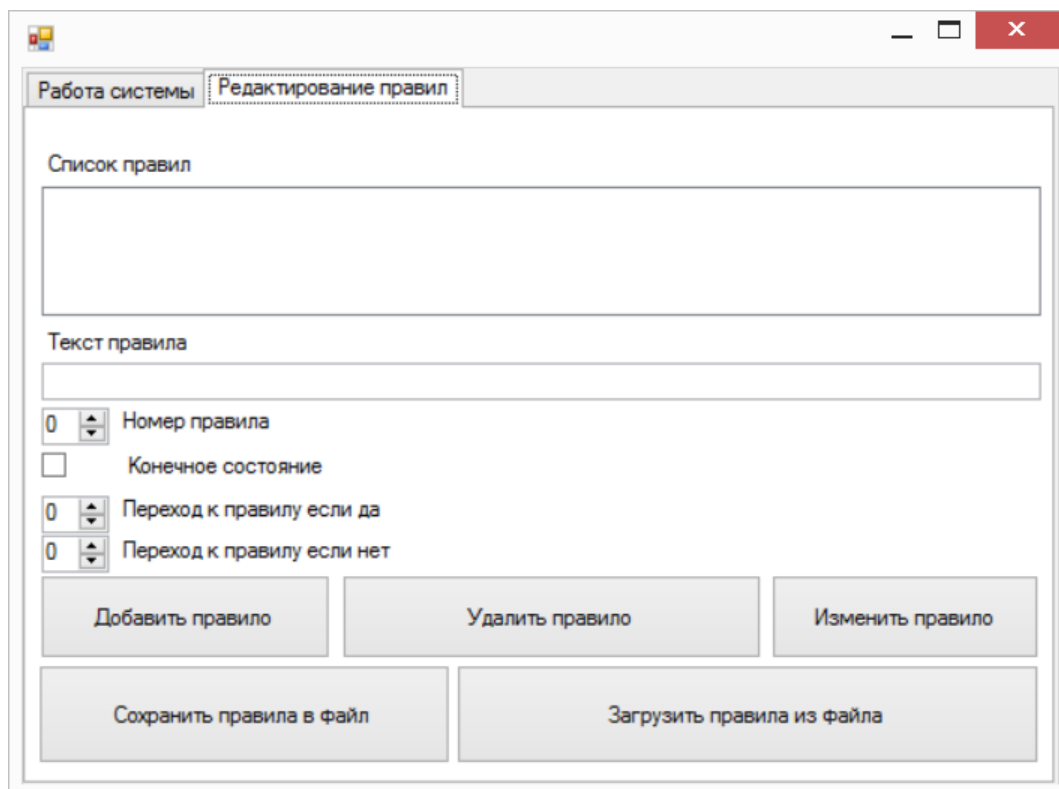 Работа системы Редактирование правил
Список правил
Текст правила
0 Номер правила
Конечное состояние
0 Переход к правилу если да
0 Переход к правилу если нет
Добавить правило Удалить правило Изменить правило
Сохранить правила в файл Загрузить правила из файла